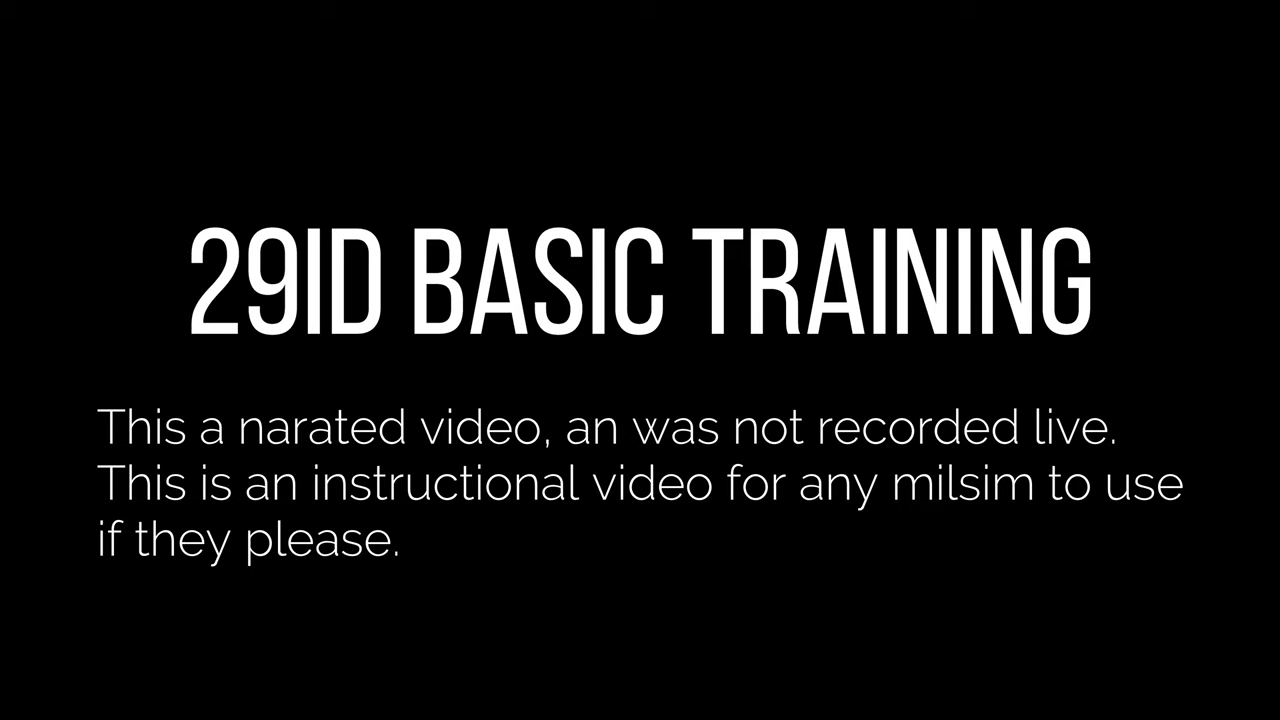 29ID BASIC TRAINING
This a narated video, an was not recorded live.
This is an instructional video for any milsim to use
if they please.